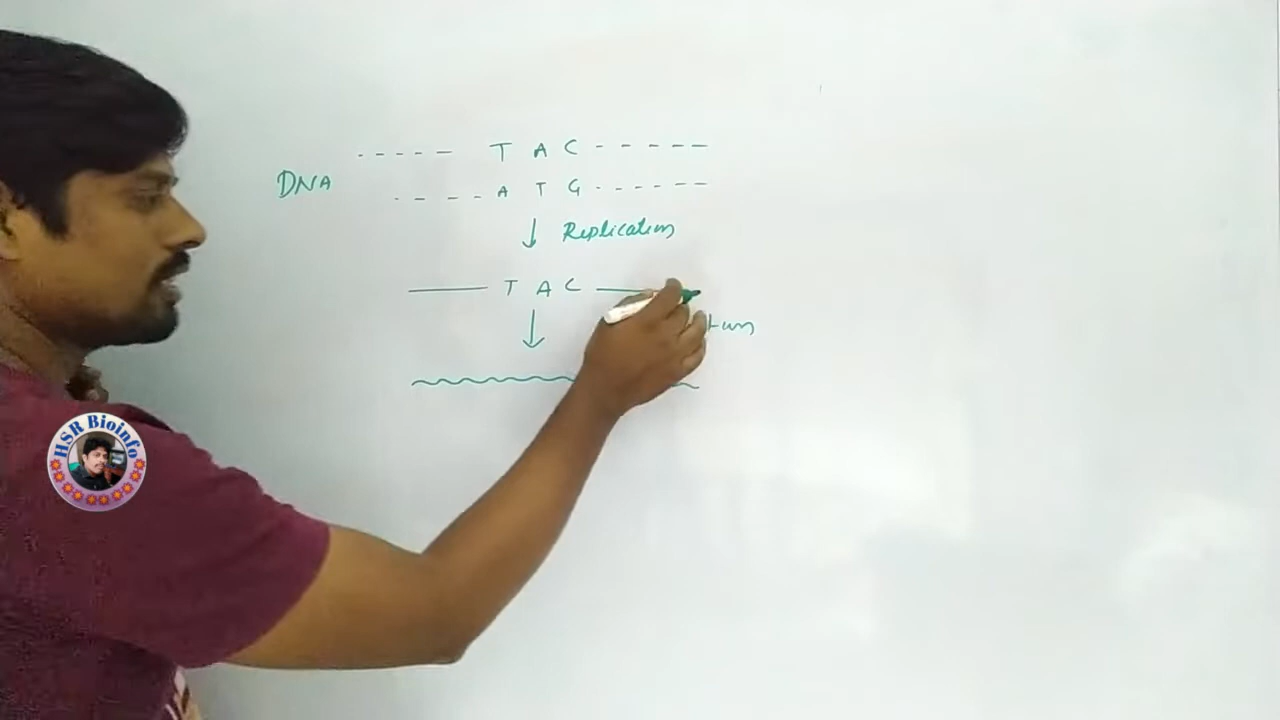 ----- T A C -----
DNA
----- A T G -----
↓ Replication
T A C
↓
HSR Bioinfo